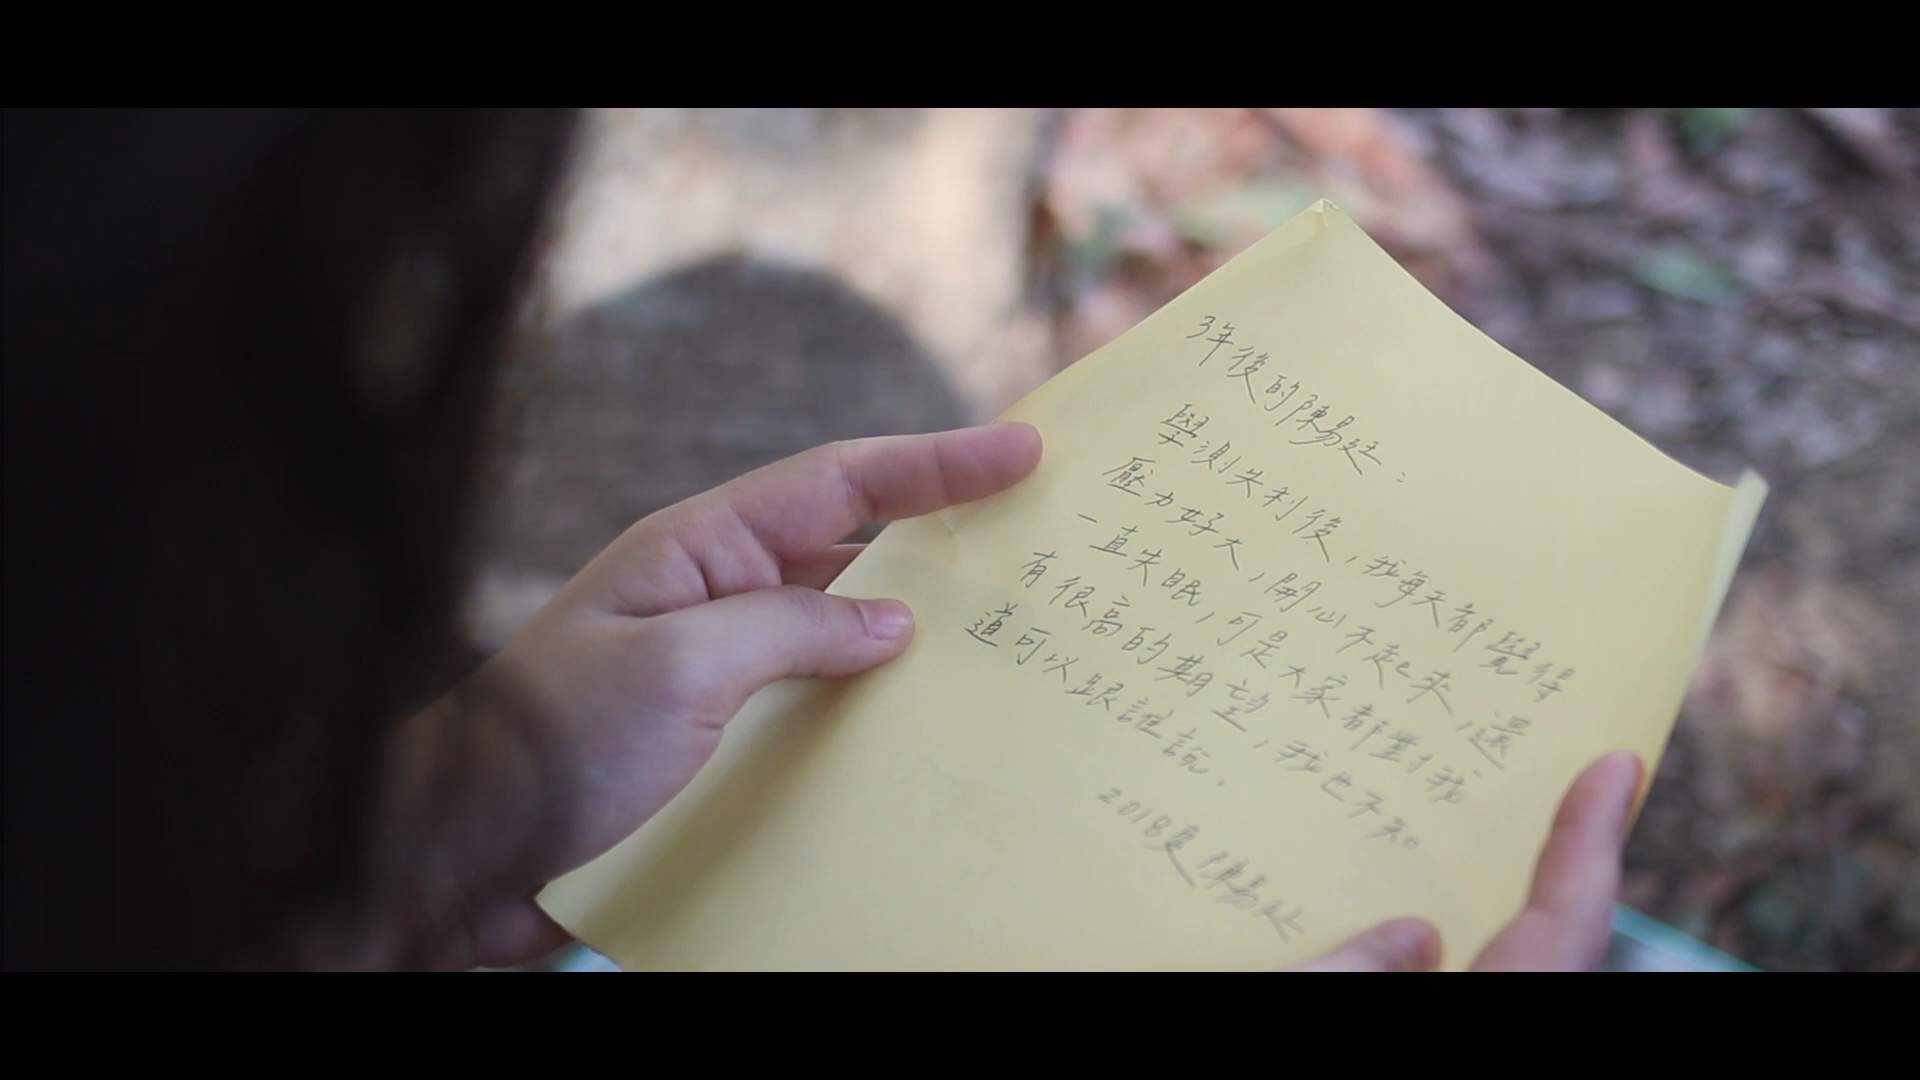 3年後的陳易廷：
學測失利後，我每天都覺得
壓力好大，開心不起來，還
一直失眠，可是大家都對我
有很高的期望，我也不知
道可以跟誰說。
2018夏 陳易廷